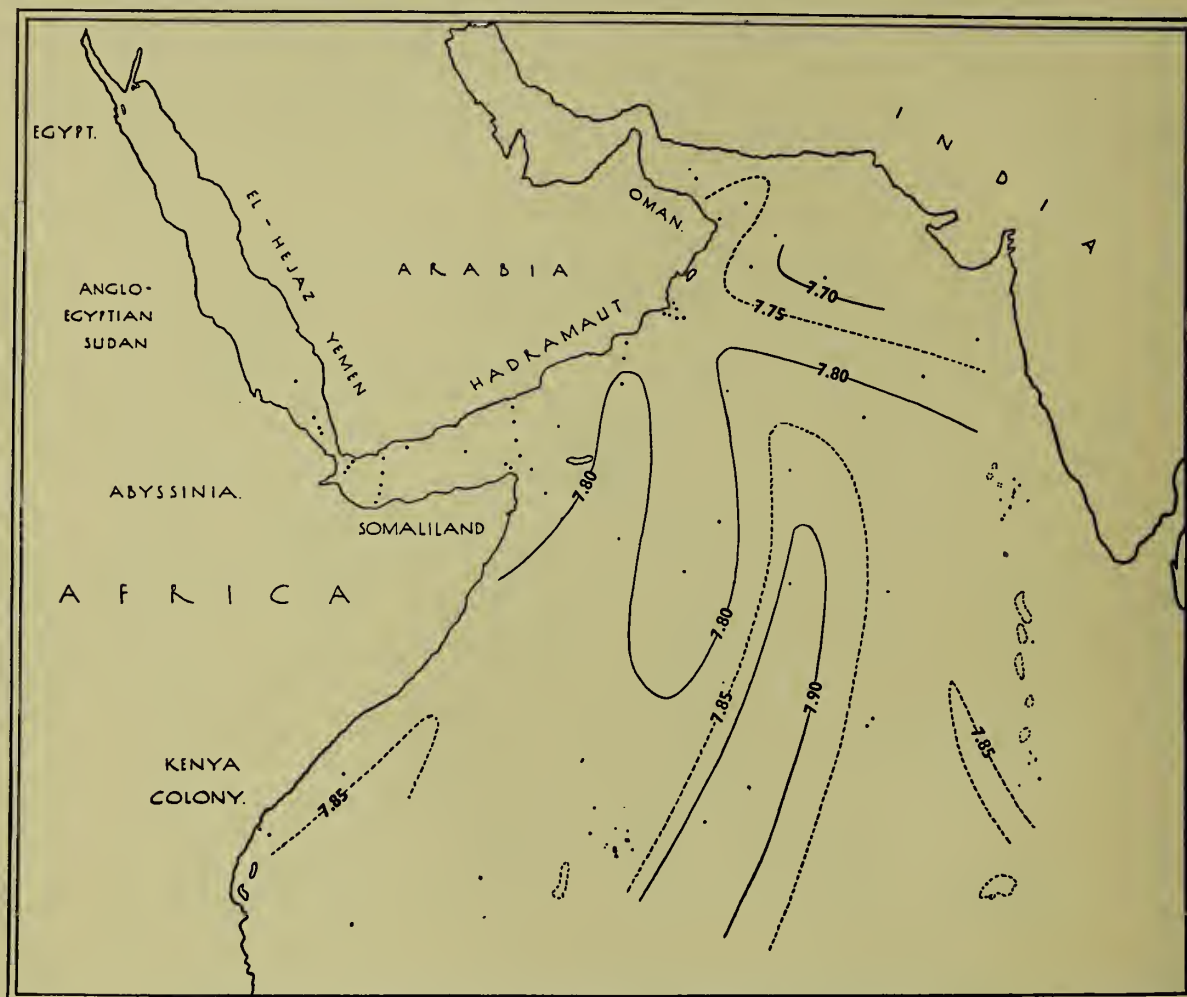 EGYPT.
INDIA
EL-HEJAZ
OMAN.
ARABIA
ANGLO-
EGYPTIAN
SUDAN
YEMEN
HADRAMAUT
7.70
7.75
7.80
7.80
ABYSSINIA.
SOMALILAND
AFRICA
7.80
7.85
7.90
7.85
KENYA
COLONY.
7.85